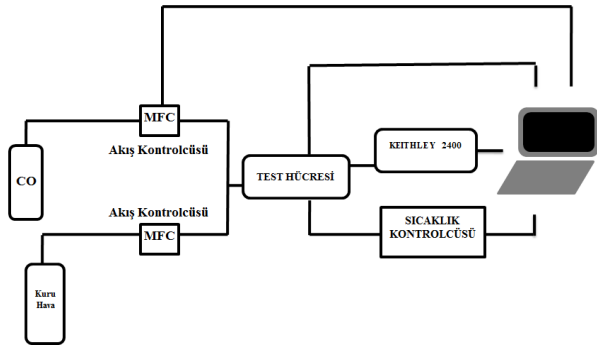 MFC
Akış Kontrolcüsü
CO
KEITHLEY 2400
TEST HÜCRESİ
Akış Kontrolcüsü
MFC
SICAKLIK
KONTROLCÜSÜ
Kuru
Hava